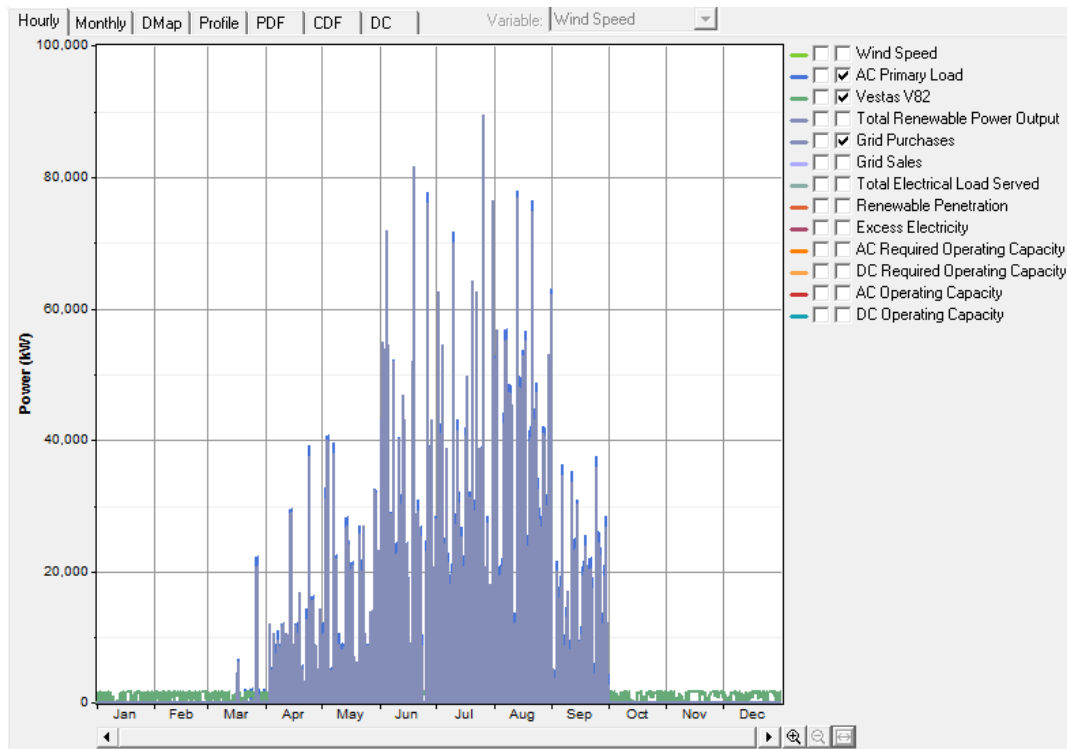 Hourly Monthly DMap Profile PDF CDF DC Variable: Wind Speed
100,000
80,000
60,000
40,000
20,000
0
Power (kW)
Jan Feb Mar Apr May Jun Jul Aug Sep Oct Nov Dec
Wind Speed
AC Primary Load
Vestas V82
Total Renewable Power Output
Grid Purchases
Grid Sales
Total Electrical Load Served
Renewable Penetration
Excess Electricity
AC Required Operating Capacity
DC Required Operating Capacity
AC Operating Capacity
DC Operating Capacity